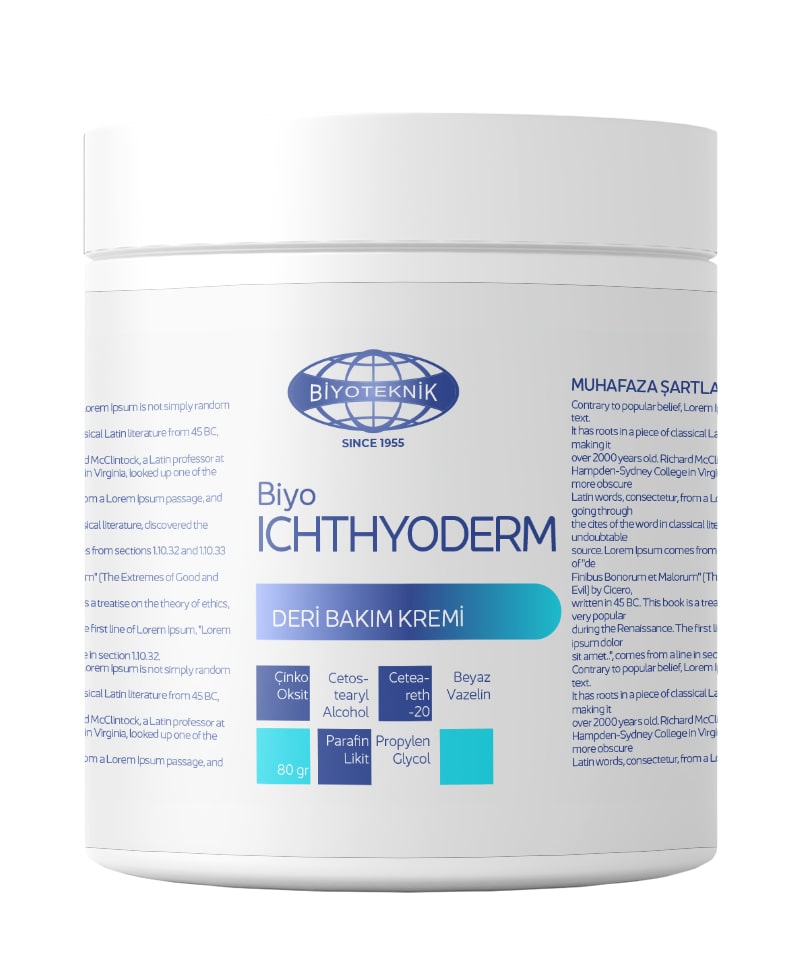 BİYOTEKNİK
SINCE 1955
Biyo
ICHTHYODERM
DERİ BAKIM KREMİ
Çinko
Oksit
Cetos-
tearyl
Alcohol
Cetea-
reth
-20
Beyaz
Vazelin
80 gr
Parafin
Likit
Propylen
Glycol
Lorem Ipsum is not simply random
sical Latin literature from 45 BC,
d McClintock, a Latin professor at
in Virginia, looked up one of the
om a Lorem Ipsum passage, and
sical literature, discovered the
es from sections 1.10.32 and 1.10.33
m" (The Extremes of Good and
s a treatise on the theory of ethics,
e first line of Lorem Ipsum, "Lorem
e in section 1.10.32.
Lorem Ipsum is not simply random
sical Latin literature from 45 BC,
d McClintock, a Latin professor at
in Virginia, looked up one of the
om a Lorem Ipsum passage, and
MUHAFAZA ŞARTLA
Contrary to popular belief, Lorem I
text.
It has roots in a piece of classical La
making it
over 2000 years old. Richard McCl
Hampden-Sydney College in Virgi
more obscure
Latin words, consectetur, from a Lo
going through
the cites of the word in classical lite
undoubtable
source. Lorem Ipsum comes from
of "de
Finibus Bonorum et Malorum" (Th
Evil) by Cicero,
written in 45 BC. This book is a trea
very popular
during the Renaissance. The first li
ipsum dolor
sit amet..", comes from a line in sec
Contrary to popular belief, Lorem I
text.
It has roots in a piece of classical La
making it
over 2000 years old. Richard McCl
Hampden-Sydney College in Virgi
more obscure
Latin words, consectetur, from a Lo